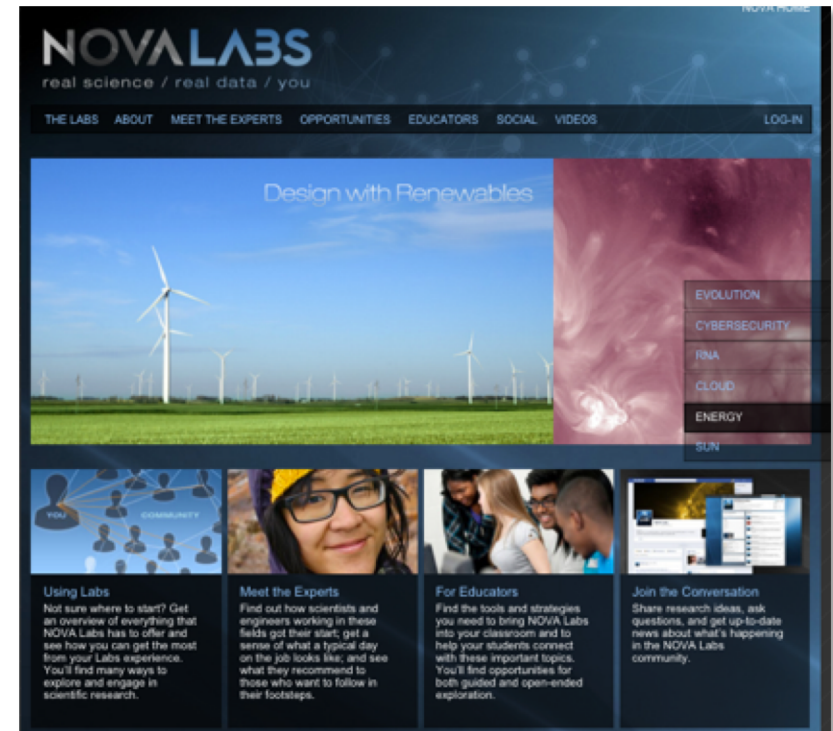 NOVA HOME
NOVALABS
real science / real data / you
THE LABS ABOUT MEET THE EXPERTS OPPORTUNITIES EDUCATORS SOCIAL VIDEOS LOG-IN
Design with Renewables
EVOLUTION
CYBERSECURITY
RNA
CLOUD
ENERGY
SUN
YOU
COMMUNITY
Using Labs
Not sure where to start? Get
an overview of everything that
NOVA Labs has to offer and
see how you can get the most
from your Labs experience.
You'll find many ways to
explore and engage in
scientific research.
Meet the Experts
Find out how scientists and
engineers working in these
fields got their start; get a
sense of what a typical day
on the job looks like; and see
what they recommend to
those who want to follow in
their footsteps.
For Educators
Find the tools and strategies
you need to bring NOVA Labs
into your classroom and to
help your students connect
with these important topics.
You'll find opportunities for
both guided and open-ended
exploration.
Join the Conversation
Share research ideas, ask
questions, and get up-to-date
news about what's happening
in the NOVA Labs
community.